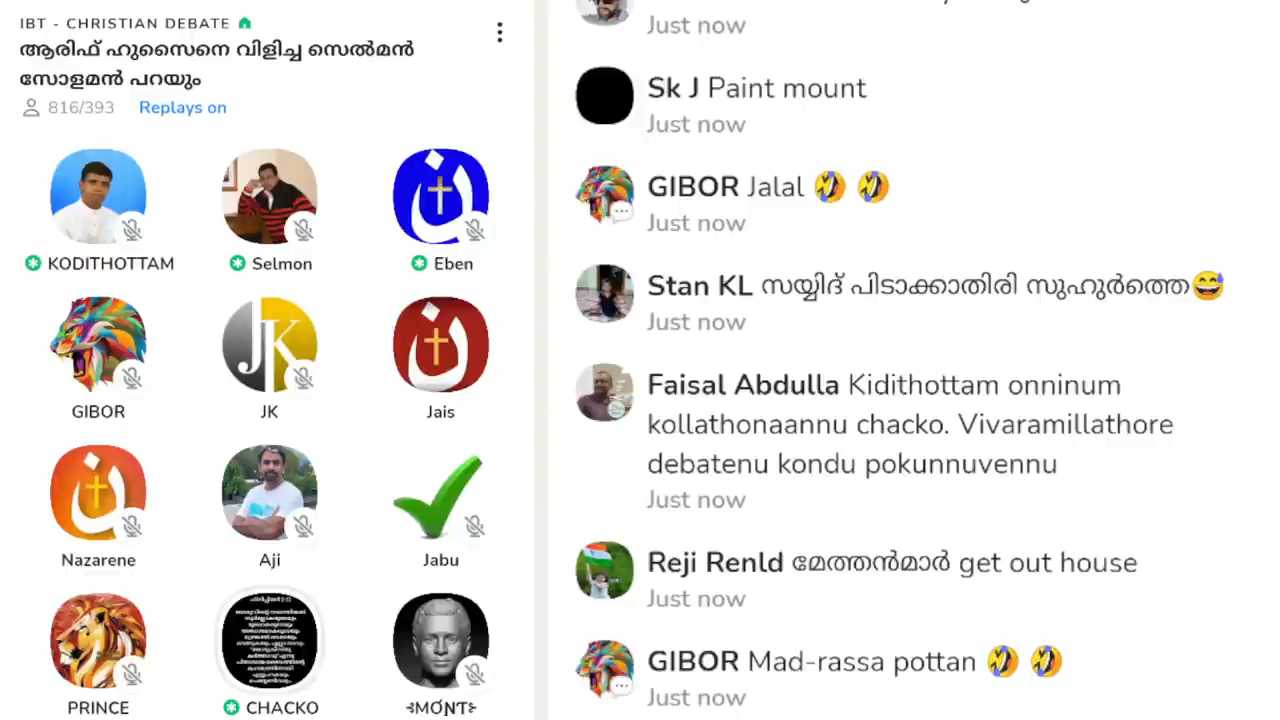 IBT - CHRISTIAN DEBATE
ആരിഫ് ഹുസൈനെ വിളിച്ച സെൽമൻ
സോളമൻ പറയും
816/393 Replays on
KODITHOTTAM
Selmon
Eben
GIBOR
JK
Jais
Nazarene
Aji
Jabu
PRINCE
CHACKO
Just now
Sk J Paint mount
Just now
GIBOR Jalal 🤣 🤣
Just now
Stan KL സയ്യിദ് പിടാക്കാതിരി സുഹുർത്തെ😅
Just now
Faisal Abdulla Kidithottam onninum
kollathonaannu chacko. Vivaramillathore
debatenu kondu pokunnuvennu
Just now
Reji Renld മേത്തൻമാർ get out house
Just now
GIBOR Mad-rassa pottan 🤣 🤣
Just now